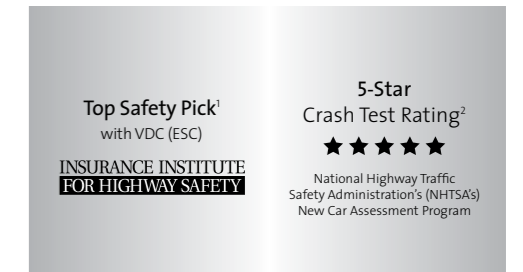 Top Safety Pick¹
with VDC (ESC)
INSURANCE INSTITUTE
FOR HIGHWAY SAFETY
5-Star
Crash Test Rating²
★★★★★
National Highway Traffic
Safety Administration’s (NHTSA’s)
New Car Assessment Program